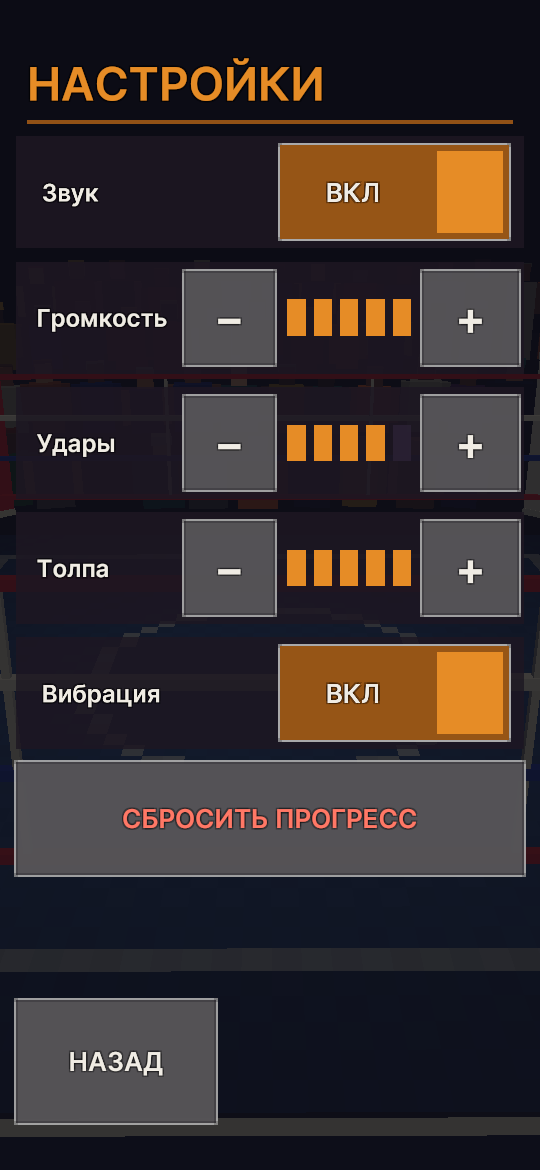 НАСТРОЙКИ
Звук ВКЛ
Громкость – +
Удары – +
Толпа – +
Вибрация ВКЛ
СБРОСИТЬ ПРОГРЕСС
НАЗАД